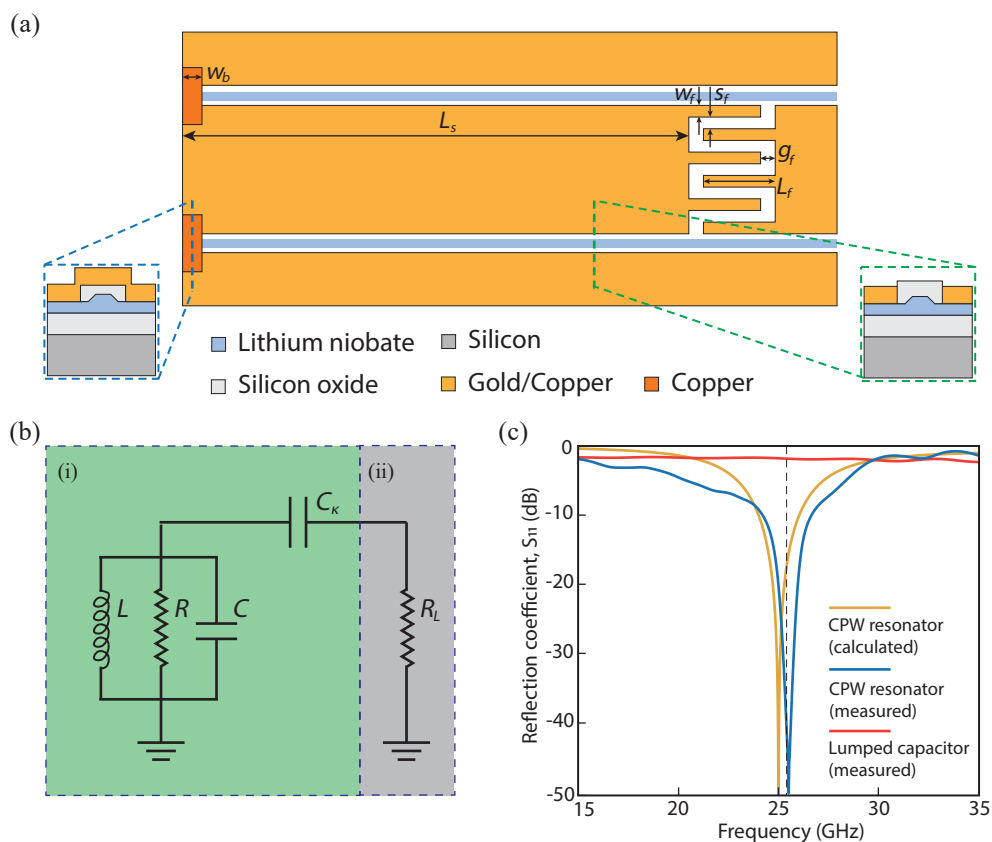 (a)
w_b
w_f
s_f
L_s
g_f
L_f
Lithium niobate
Silicon
Silicon oxide
Gold/Copper
Copper
(b)
(i)
(ii)
C_κ
L
R
C
R_L
(c)
0
-10
-20
-30
-40
-50
Reflection coefficient, S₁₁ (dB)
CPW resonator
(calculated)
CPW resonator
(measured)
Lumped capacitor
(measured)
15
20
25
30
35
Frequency (GHz)